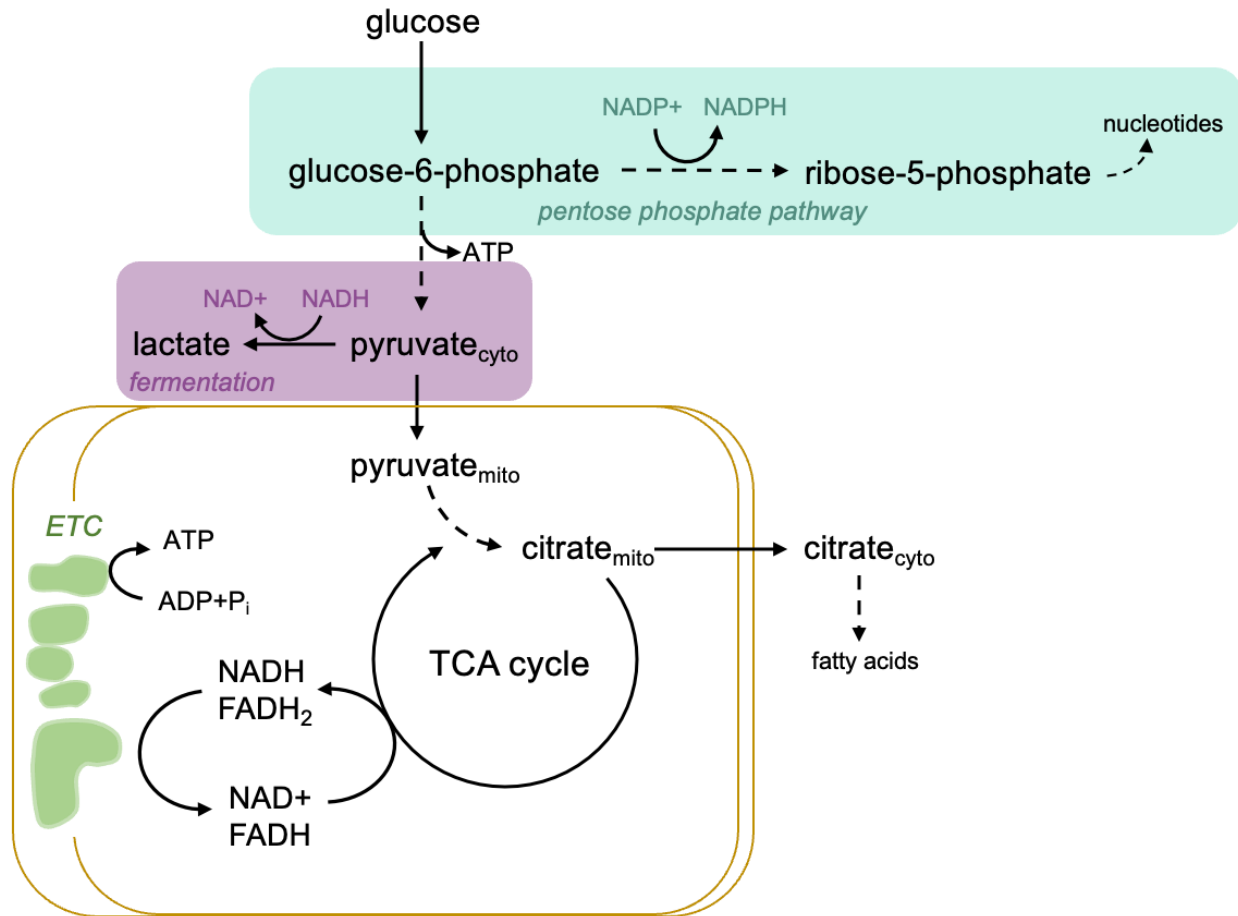 glucose
NADP+ NADPH
nucleotides
glucose-6-phosphate
ribose-5-phosphate
pentose phosphate pathway
ATP
NAD+ NADH
lactate
pyruvatecyto
fermentation
pyruvatemito
ETC
ATP
citratemito
citratecyto
ADP+Pi
TCA cycle
fatty acids
NADH
FADH2
NAD+
FADH